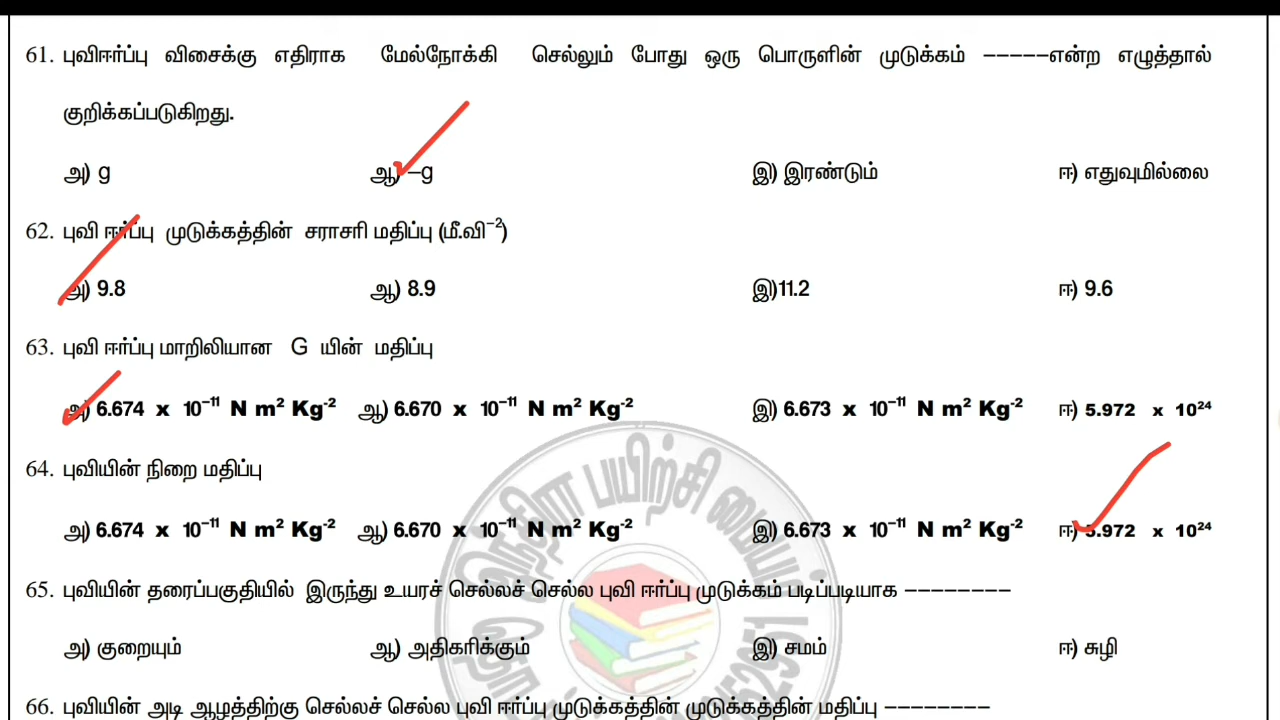 61. புவிஈர்ப்பு விசைக்கு எதிராக மேல்நோக்கி செல்லும் போது ஒரு பொருளின் முடுக்கம் –––––என்ற எழுத்தால்
குறிக்கப்படுகிறது.
அ) g ஆ) –g இ) இரண்டும் ஈ) எதுவுமில்லை
62. புவி ஈர்ப்பு முடுக்கத்தின் சராசரி மதிப்பு (மீ.வி⁻²)
அ) 9.8 ஆ) 8.9 இ)11.2 ஈ) 9.6
63. புவி ஈர்ப்பு மாறிலியான G யின் மதிப்பு
அ) 6.674 x 10⁻¹¹ N m² Kg⁻² ஆ) 6.670 x 10⁻¹¹ N m² Kg⁻² இ) 6.673 x 10⁻¹¹ N m² Kg⁻² ஈ) 5.972 x 10²⁴
64. புவியின் நிறை மதிப்பு
அ) 6.674 x 10⁻¹¹ N m² Kg⁻² ஆ) 6.670 x 10⁻¹¹ N m² Kg⁻² இ) 6.673 x 10⁻¹¹ N m² Kg⁻² ஈ) 5.972 x 10²⁴
65. புவியின் தரைப்பகுதியில் இருந்து உயரச் செல்லச் செல்ல புவி ஈர்ப்பு முடுக்கம் படிப்படியாக ––––––––
அ) குறையும் ஆ) அதிகரிக்கும் இ) சமம் ஈ) சுழி
66. புவியின் அடி ஆழத்திற்கு செல்லச் செல்ல புவி ஈர்ப்பு முடுக்கத்தின் முடுக்கத்தின் மதிப்பு ––––––––
பயிற்சி மையம்